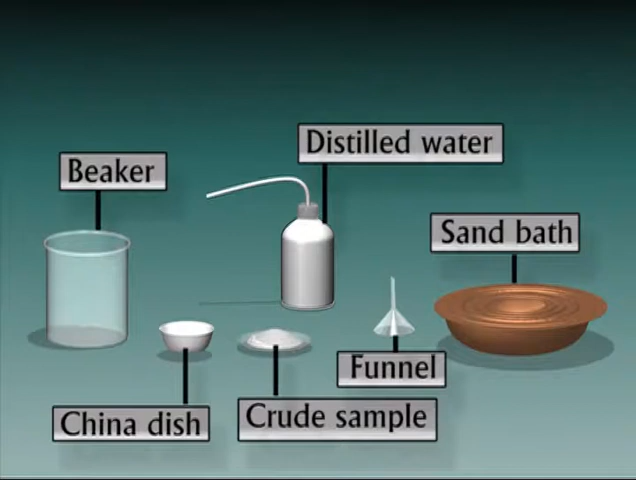 Distilled water
Beaker
Sand bath
Funnel
China dish
Crude sample